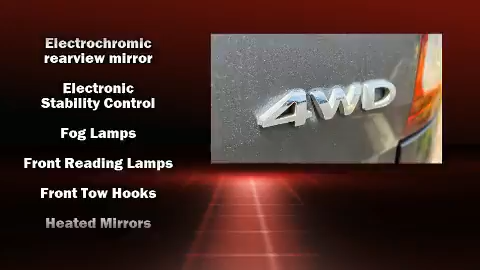 Electrochromic
rearview mirror
Electronic
Stability Control
Fog Lamps
Front Reading Lamps
Front Tow Hooks
Heated Mirrors
4WD